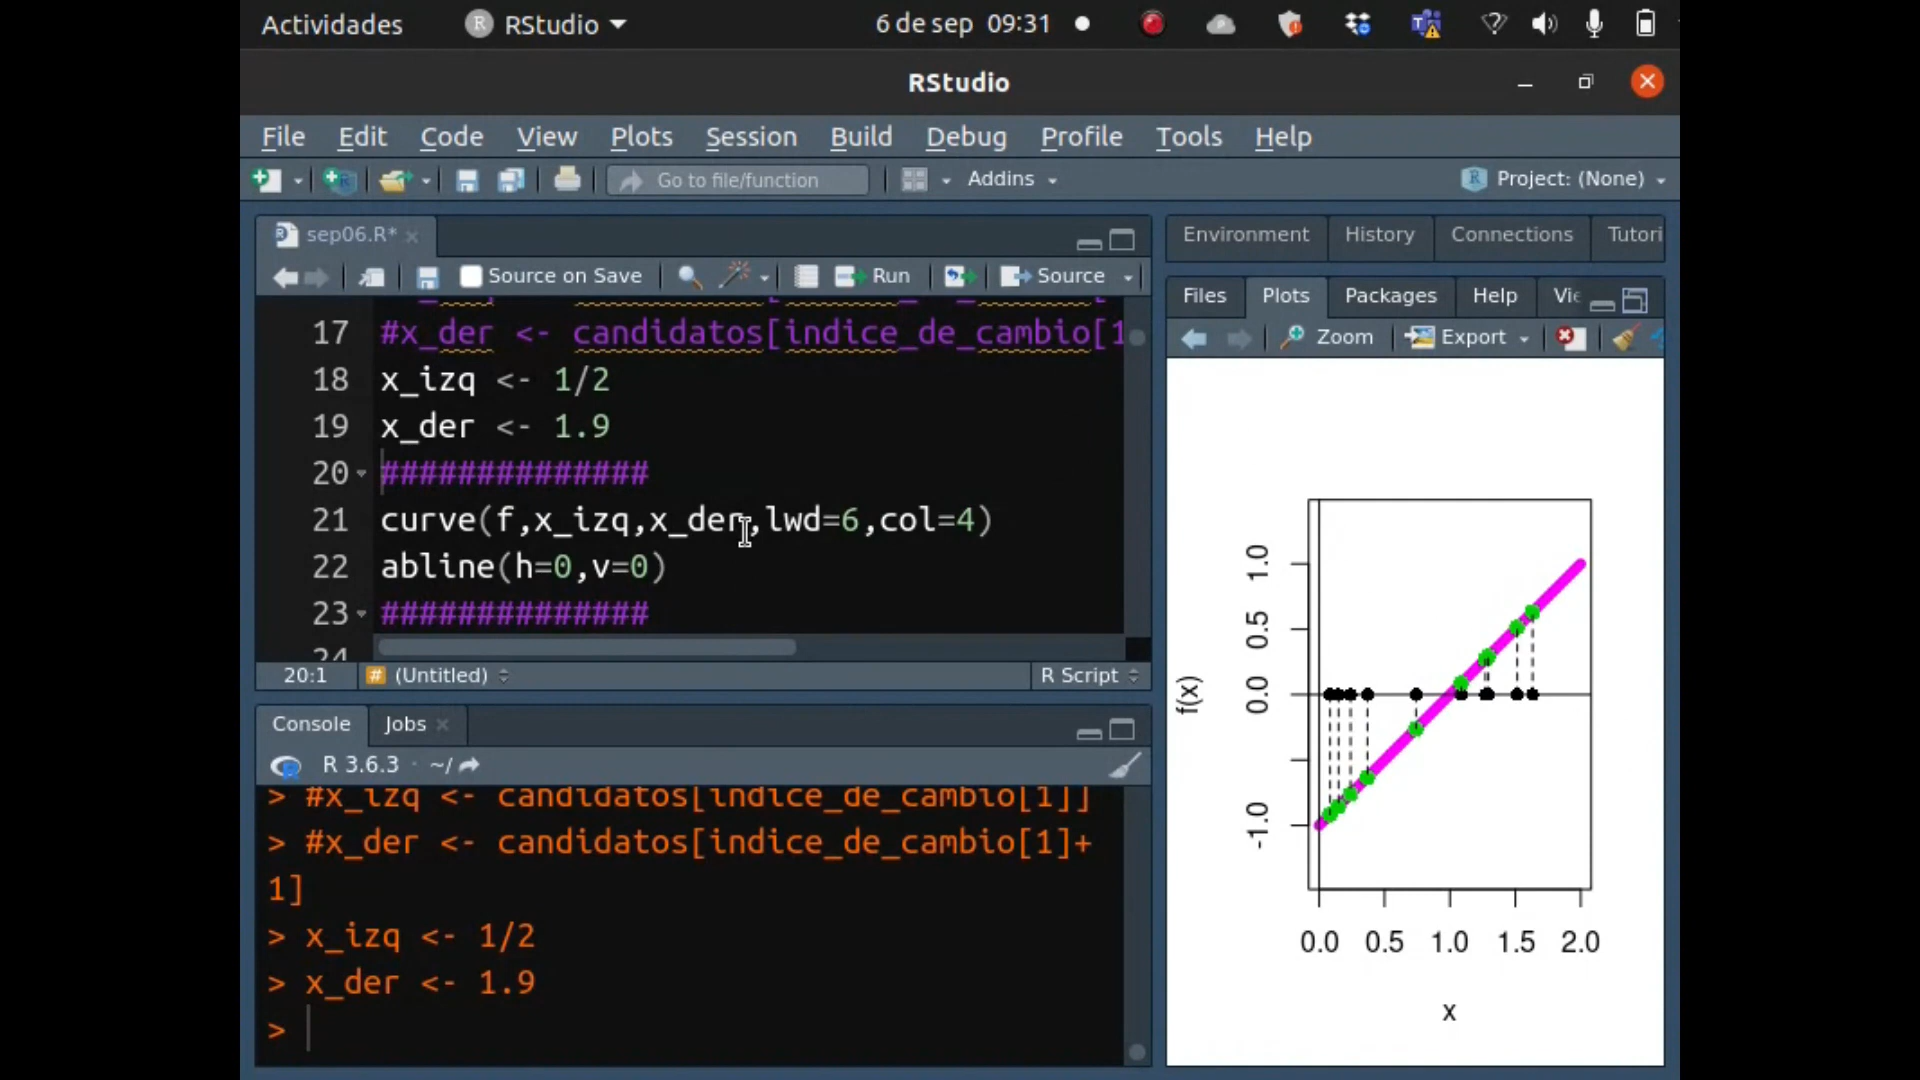 Actividades RStudio 6 de sep 09:31
RStudio
File Edit Code View Plots Session Build Debug Profile Tools Help
Go to file/function Addins Project: (None)
sep06.R*
Source on Save Run Source
17 #x_der <- candidatos[indice_de_cambio[1
18 x_izq <- 1/2
19 x_der <- 1.9
20 ##############
21 curve(f,x_izq,x_der,lwd=6,col=4)
22 abline(h=0,v=0)
23 ##############
24
20:1 # (Untitled) R Script
Console Jobs
R 3.6.3 · ~/
> #x_izq <- candidatos[indice_de_cambio[1]]
> #x_der <- candidatos[indice_de_cambio[1]+
1]
> x_izq <- 1/2
> x_der <- 1.9
>
Environment History Connections Tutori
Files Plots Packages Help Vie
Zoom Export
f(x)
1.0
0.5
0.0
-1.0
0.0 0.5 1.0 1.5 2.0
x